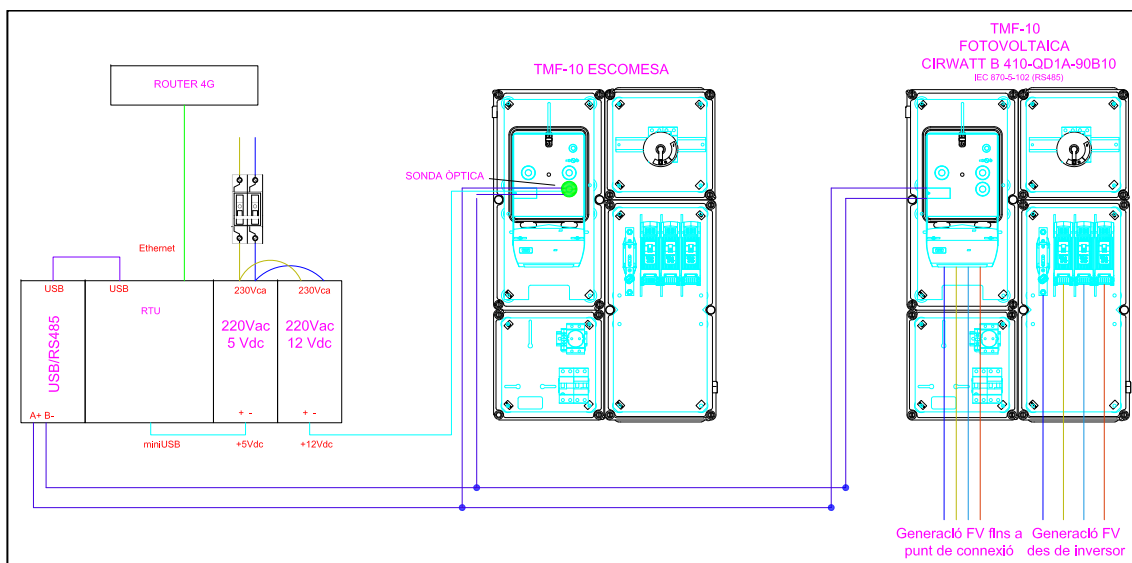 TMF-10
FOTOVOLTAICA
CIRWATT B 410-QD1A-90B10
IEC 870-5-102 (RS485)
TMF-10 ESCOMESA
ROUTER 4G
SONDA ÒPTICA
Ethernet
USB
USB
230Vca
230Vca
RTU
USB/RS485
220Vac
5 Vdc
220Vac
12 Vdc
A+ B-
+ -
+ -
miniUSB
+5Vdc
+12Vdc
Generació FV fins a
punt de connexió
Generació FV
des de inversor